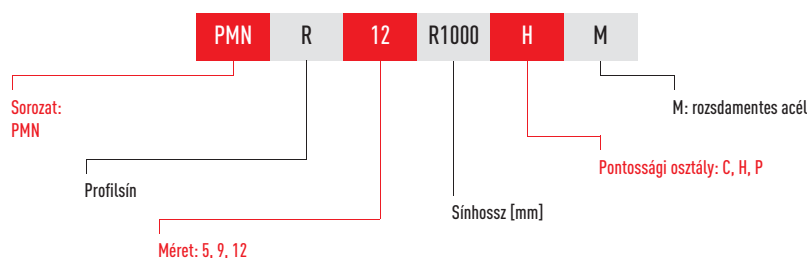 PMN R 12 R1000 H M
Sorozat:
PMN
M: rozsdamentes acél
Pontossági osztály: C, H, P
Profilsín
Sínhossz [mm]
Méret: 5, 9, 12